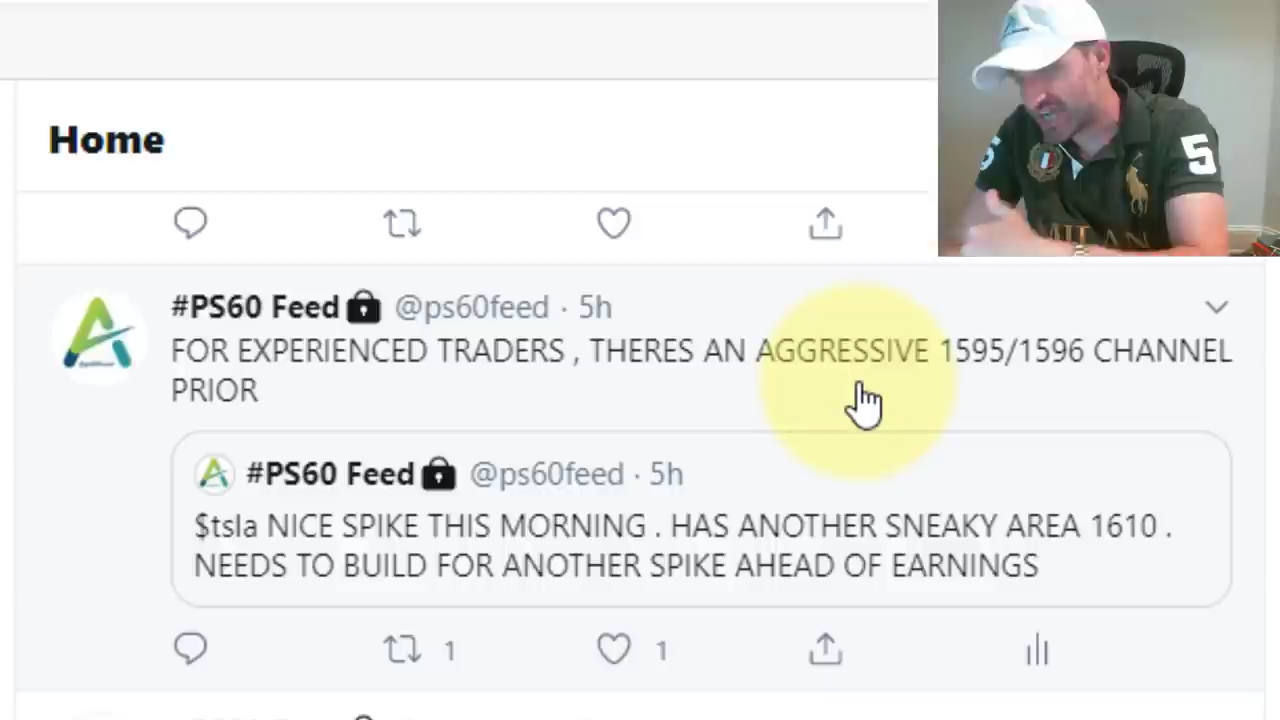 Home
#PS60 Feed @ps60feed · 5h
FOR EXPERIENCED TRADERS , THERES AN AGGRESSIVE 1595/1596 CHANNEL
PRIOR
#PS60 Feed @ps60feed · 5h
$tsla NICE SPIKE THIS MORNING . HAS ANOTHER SNEAKY AREA 1610 .
NEEDS TO BUILD FOR ANOTHER SPIKE AHEAD OF EARNINGS
1 1
5
MILAN